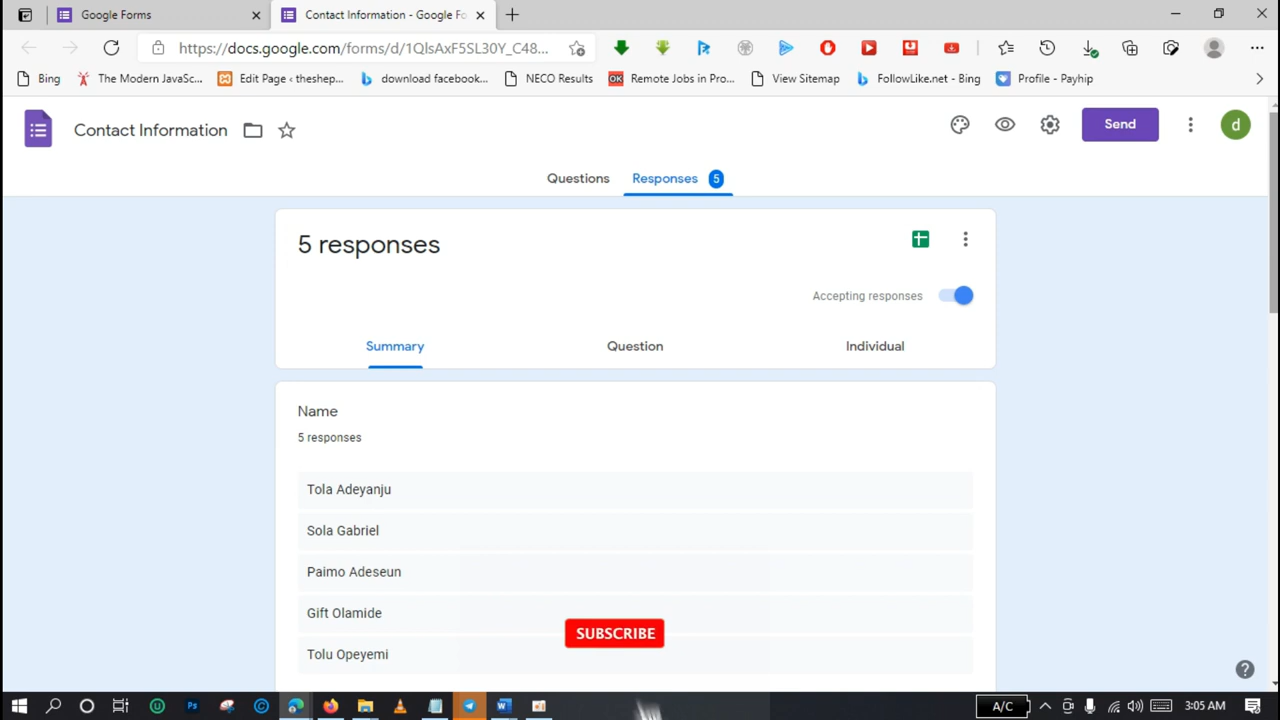 Google Forms
Contact Information - Google Fo
https://docs.google.com/forms/d/1QlsAxF5SL30Y_C48...
Bing
The Modern JavaSc...
Edit Page ‹ theshep...
download facebook...
NECO Results
OK
Remote Jobs in Pro...
View Sitemap
FollowLike.net - Bing
Profile - Payhip
Contact Information
Send
d
Questions
Responses 5
5 responses
Accepting responses
Summary
Question
Individual
Name
5 responses
Tola Adeyanju
Sola Gabriel
Paimo Adeseun
Gift Olamide
SUBSCRIBE
Tolu Opeyemi
Ps
W
A/C
3:05 AM